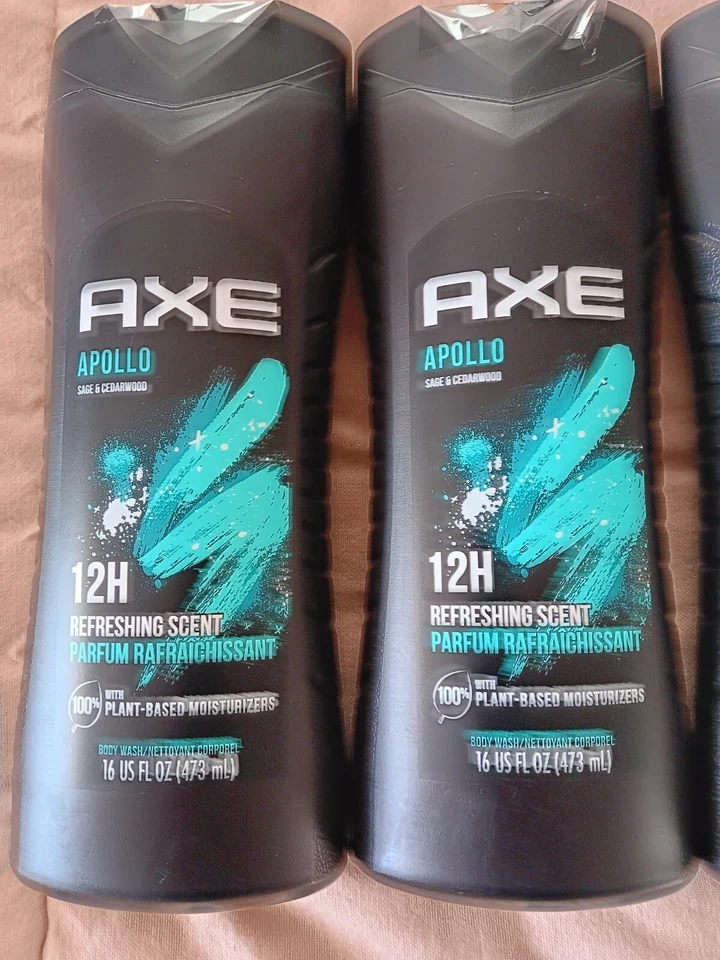 AXE
APOLLO
SAGE & CEDARWOOD
12H
REFRESHING SCENT
PARFUM RAFRAÎCHISSANT
100% WITH
PLANT-BASED MOISTURIZERS
BODY WASH/NETTOYANT CORPOREL
16 US FL OZ (473 mL)
AXE
APOLLO
SAGE & CEDARWOOD
12H
REFRESHING SCENT
PARFUM RAFRAÎCHISSANT
100% WITH
PLANT-BASED MOISTURIZERS
BODY WASH/NETTOYANT CORPOREL
16 US FL OZ (473 mL)